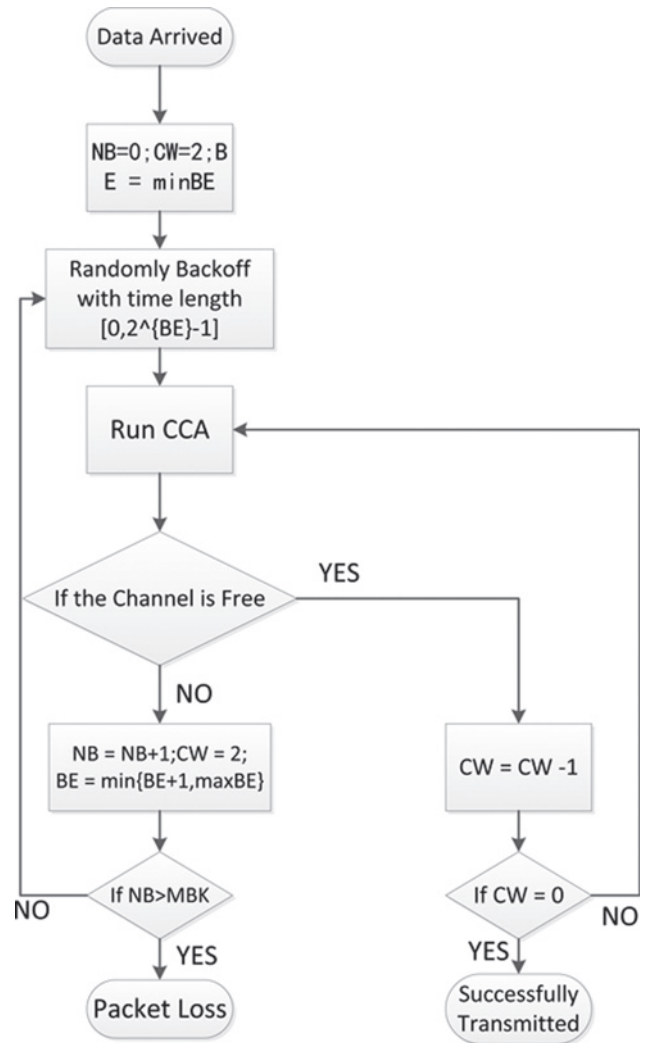 Data Arrived
NB=0;CW=2;B
E = minBE
Randomly Backoff
with time length
[0,2^{BE}-1]
Run CCA
If the Channel is Free
YES
NO
NB = NB+1;CW = 2;
BE = min{BE+1,maxBE}
CW = CW -1
If NB>MBK
NO
YES
If CW = 0
NO
YES
Packet Loss
Successfully
Transmitted